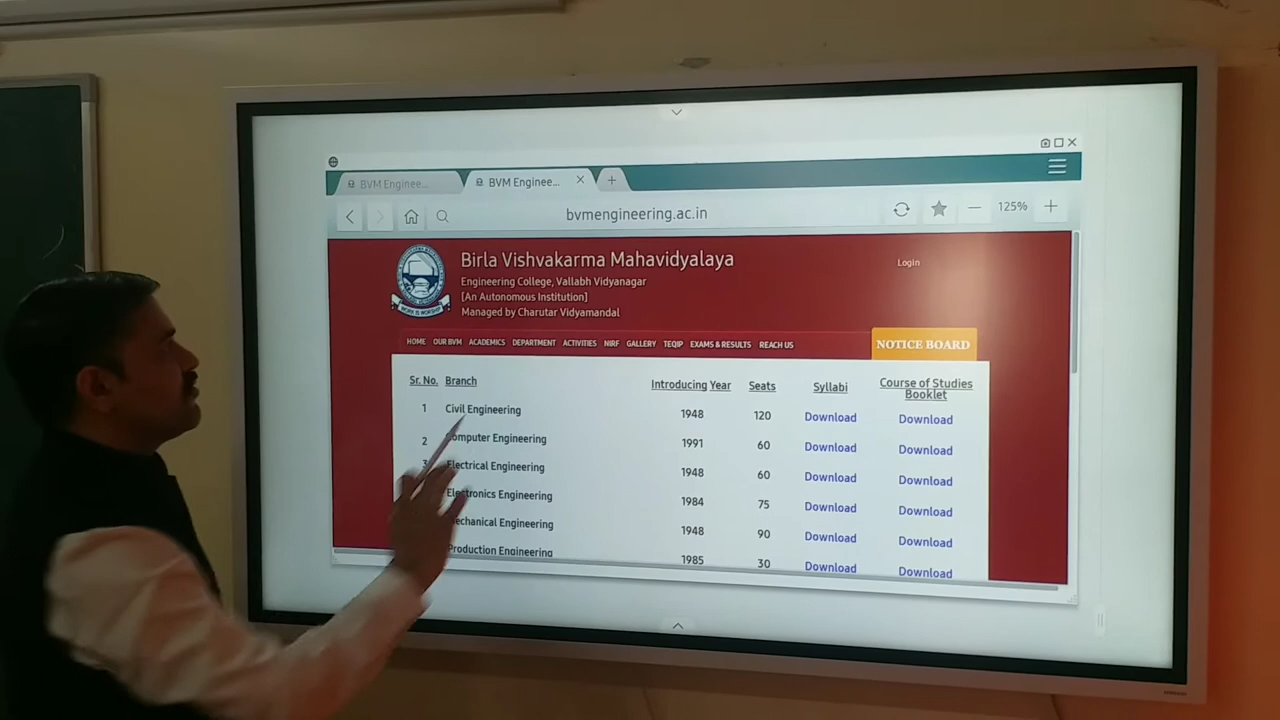 BVM Enginee...
BVM Enginee...
bvmengineering.ac.in
125%
Birla Vishvakarma Mahavidyalaya
Engineering College, Vallabh Vidyanagar
[An Autonomous Institution]
Managed by Charutar Vidyamandal
Login
WORK IS WORSHIP
HOME OUR BVM ACADEMICS DEPARTMENT ACTIVITIES NIRF GALLERY TEQIP EXAMS & RESULTS REACH US
NOTICE BOARD
Sr. No. Branch Introducing Year Seats Syllabi Course of Studies
Booklet
1 Civil Engineering 1948 120 Download Download
2 Computer Engineering 1991 60 Download Download
3 Electrical Engineering 1948 60 Download Download
Electronics Engineering 1984 75 Download Download
Mechanical Engineering 1948 90 Download Download
Production Engineering 1985 30 Download Download